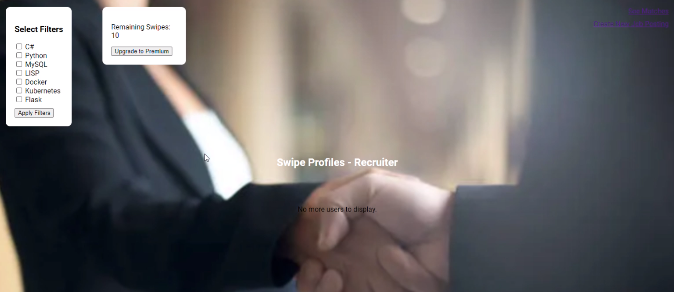 Select Filters
C#
Python
MySQL
LISP
Docker
Kubernetes
Flask
Apply Filters
Remaining Swipes:
10
Upgrade to Premium
Swipe Profiles - Recruiter
No more users to display